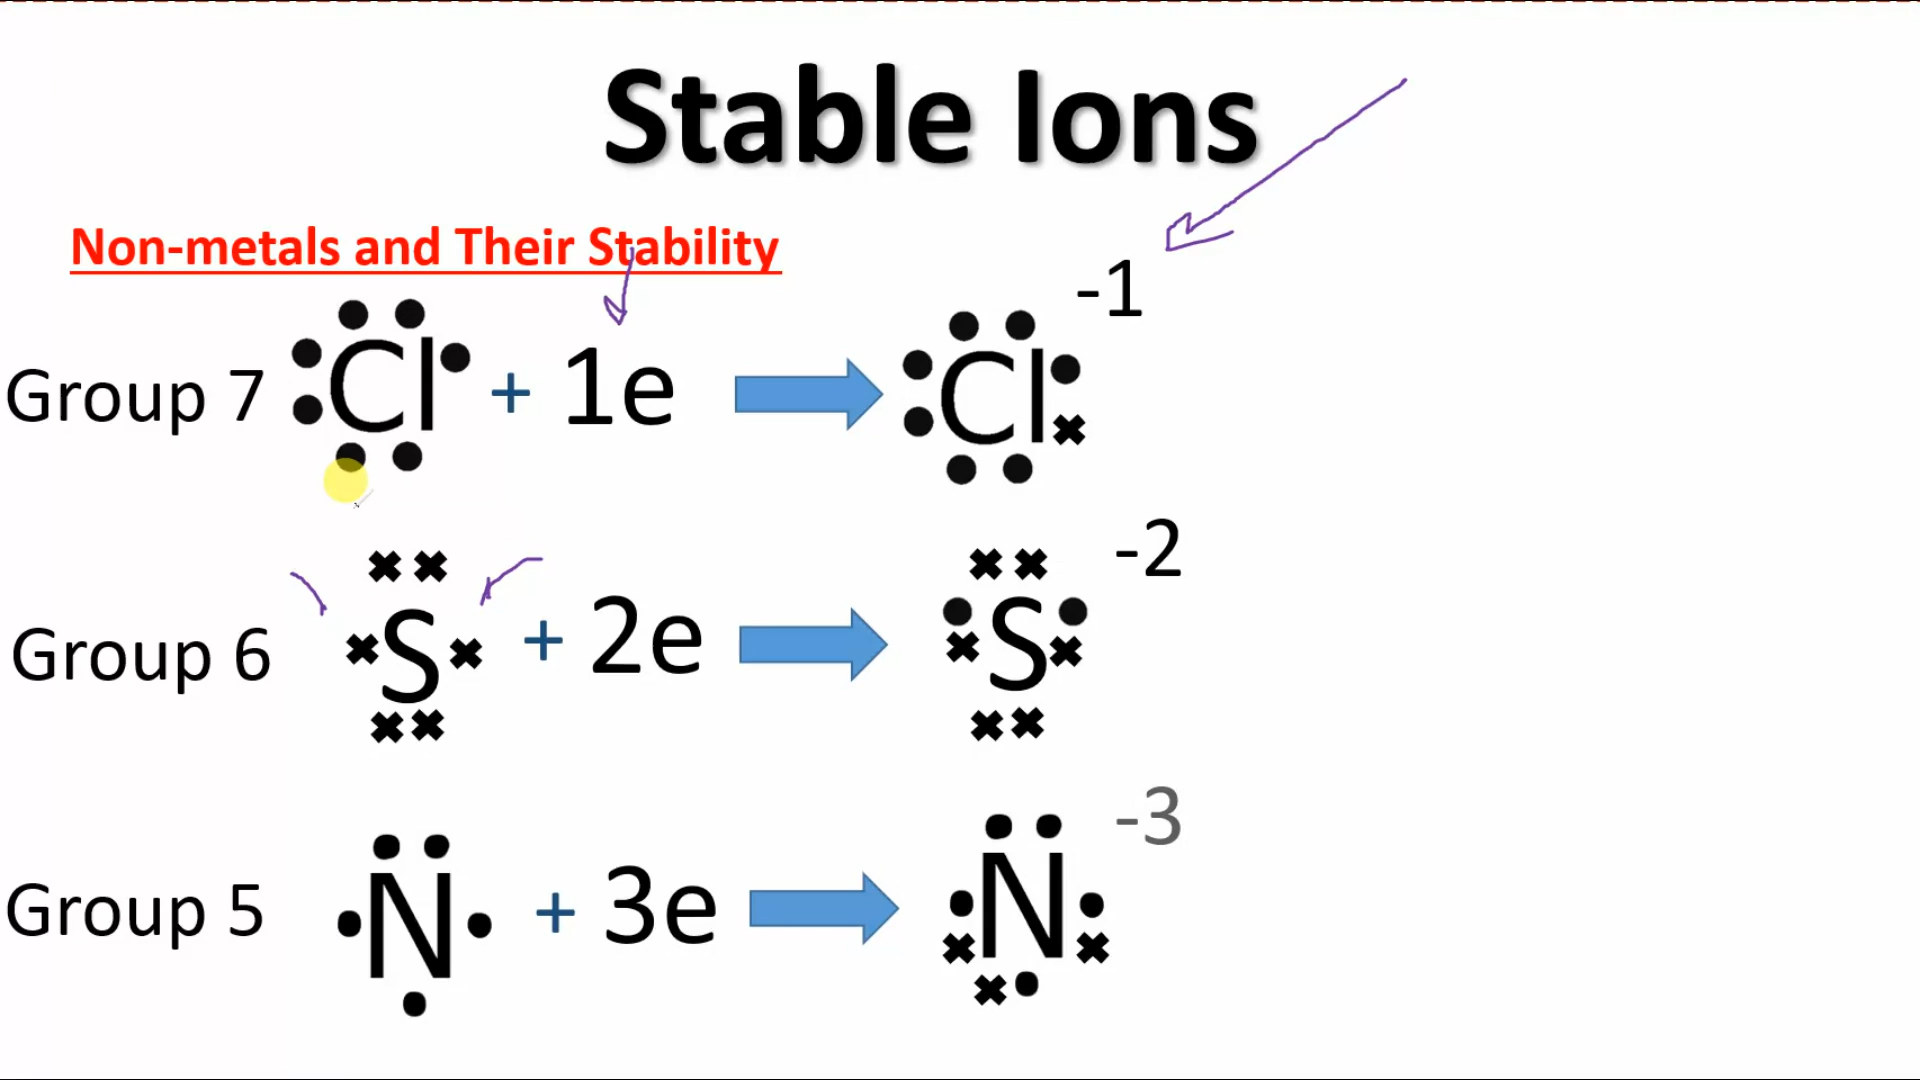 Stable Ions
Non-metals and Their Stability
Group 7 Cl + 1e Cl -1
Group 6 S + 2e S -2
Group 5 N + 3e N -3